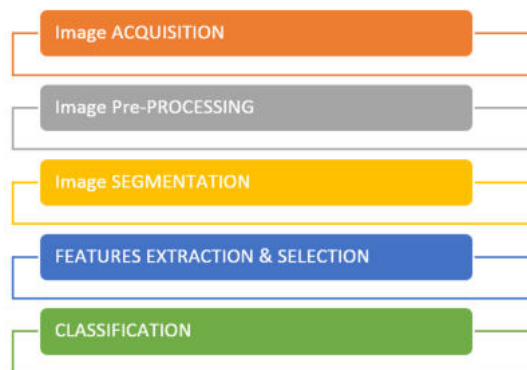 Image ACQUISITION
Image Pre-PROCESSING
Image SEGMENTATION
FEATURES EXTRACTION & SELECTION
CLASSIFICATION